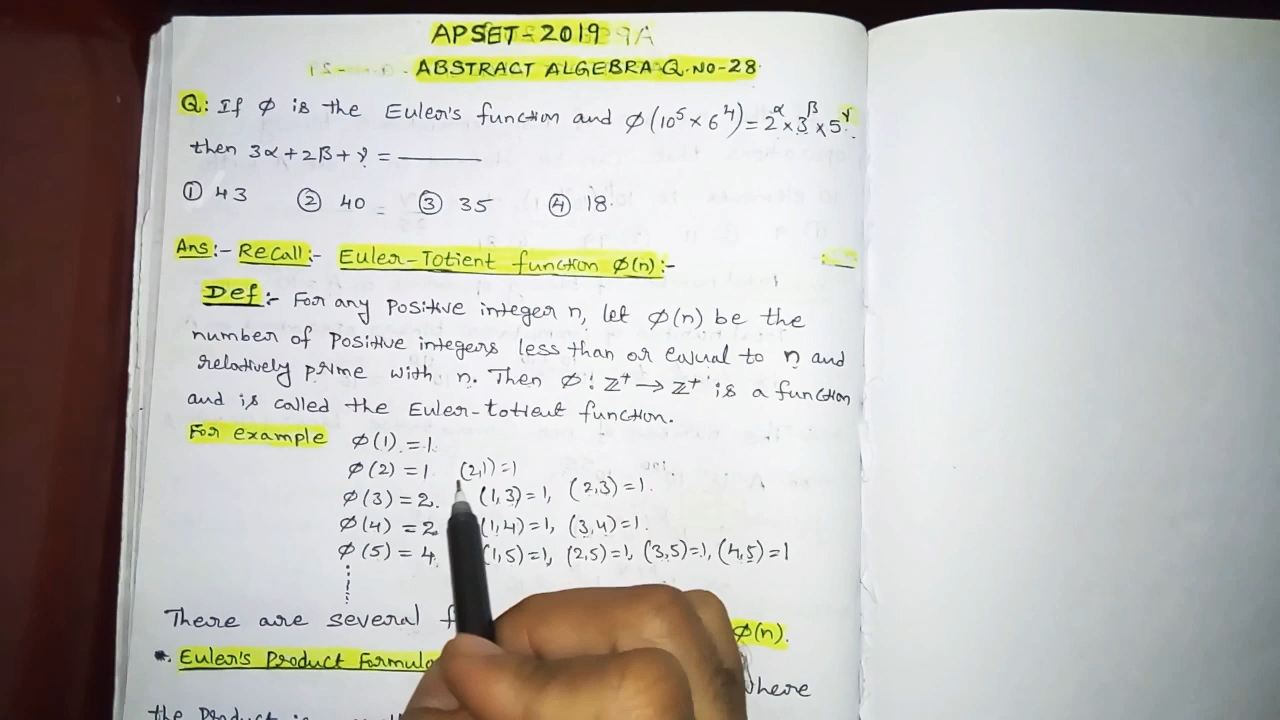 APSET-2019
ABSTRACT ALGEBRA Q.NO-28
Q: If φ is the Euler's function and φ(10⁵ × 6⁴) = 2^α × 3^β × 5^γ.
then 3α+2β+γ = ______
① 43 ② 40 ③ 35 ④ 18.
Ans:- Recall:- Euler-Totient function φ(n):-
Def:- For any positive integer n, let φ(n) be the
number of positive integers less than or equal to n and
relatively prime with n. Then φ: Z⁺ → Z⁺ is a function
and is called the Euler-totient function.
For example φ(1) = 1.
φ(2) = 1. (2,1)=1
φ(3) = 2. (1,3)=1, (2,3)=1.
φ(4) = 2 (1,4)=1, (3,4)=1.
φ(5) = 4. (1,5)=1, (2,5)=1, (3,5)=1, (4,5)=1
There are several φ(n).
*. Euler's Product Formula where
the product is